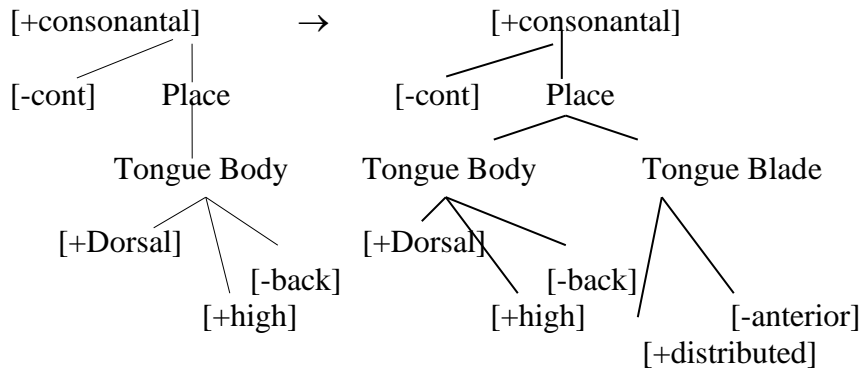 [+consonantal] → [+consonantal]
[-cont] Place [-cont] Place
Tongue Body Tongue Body Tongue Blade
[+Dorsal] [+Dorsal]
[-back] [-back]
[+high] [+high] [-anterior]
[+distributed]